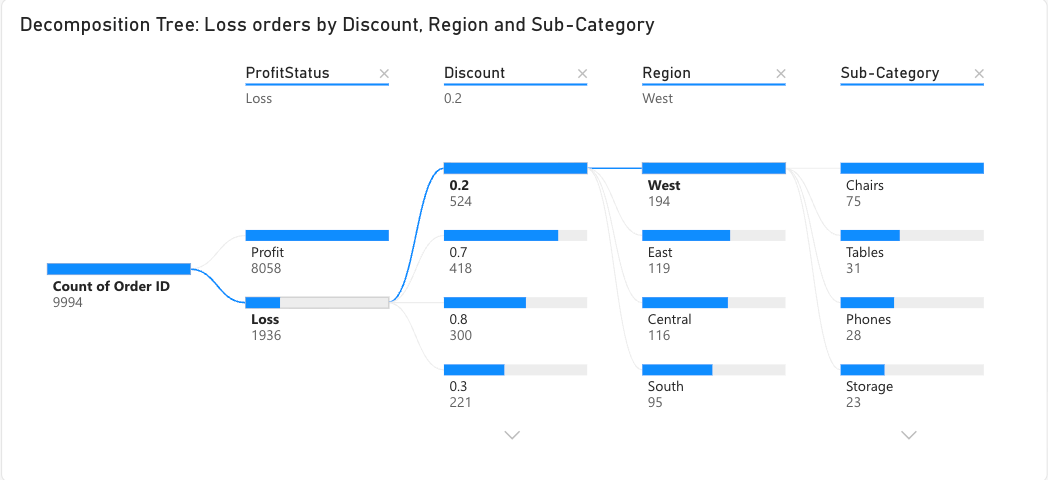 Decomposition Tree: Loss orders by Discount, Region and Sub-Category
ProfitStatus
Loss
Discount
0.2
Region
West
Sub-Category
Count of Order ID
9994
Profit
8058
Loss
1936
0.2
524
0.7
418
0.8
300
0.3
221
West
194
East
119
Central
116
South
95
Chairs
75
Tables
31
Phones
28
Storage
23